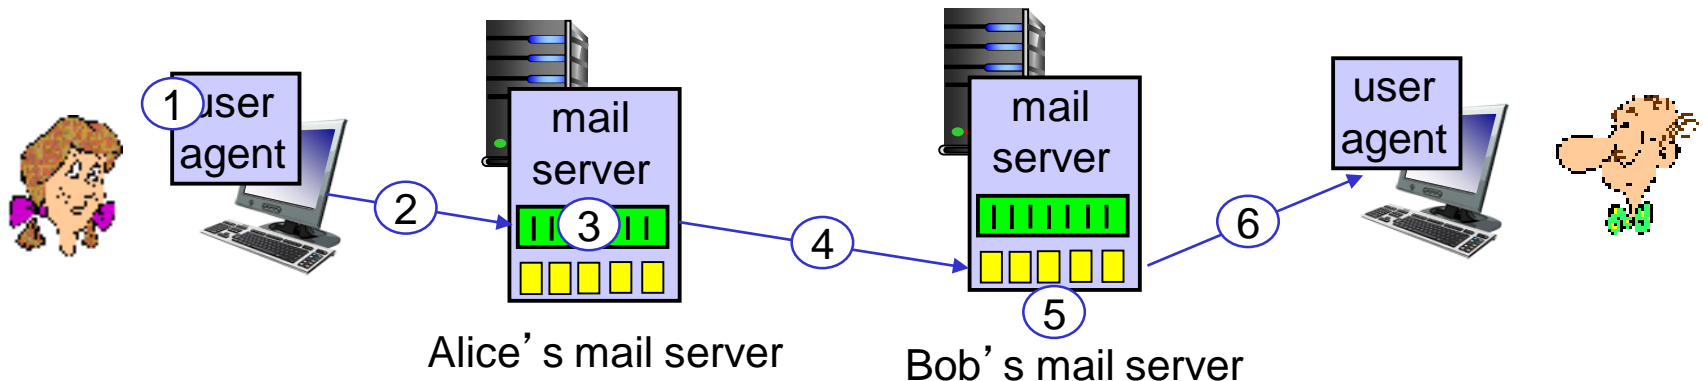 1
user
agent
2
mail
server
3
Alice’s mail server
4
mail
server
5
Bob’s mail server
6
user
agent